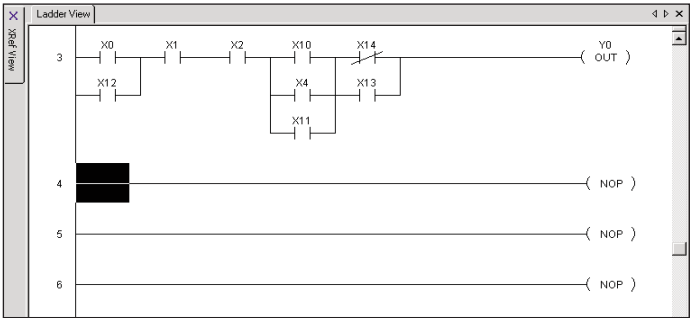 Ladder View
XRef View
X0 X1 X2 X10 X14 Y0
3 ( OUT )
X12 X4 X13
X11
4 ( NOP )
5 ( NOP )
6 ( NOP )